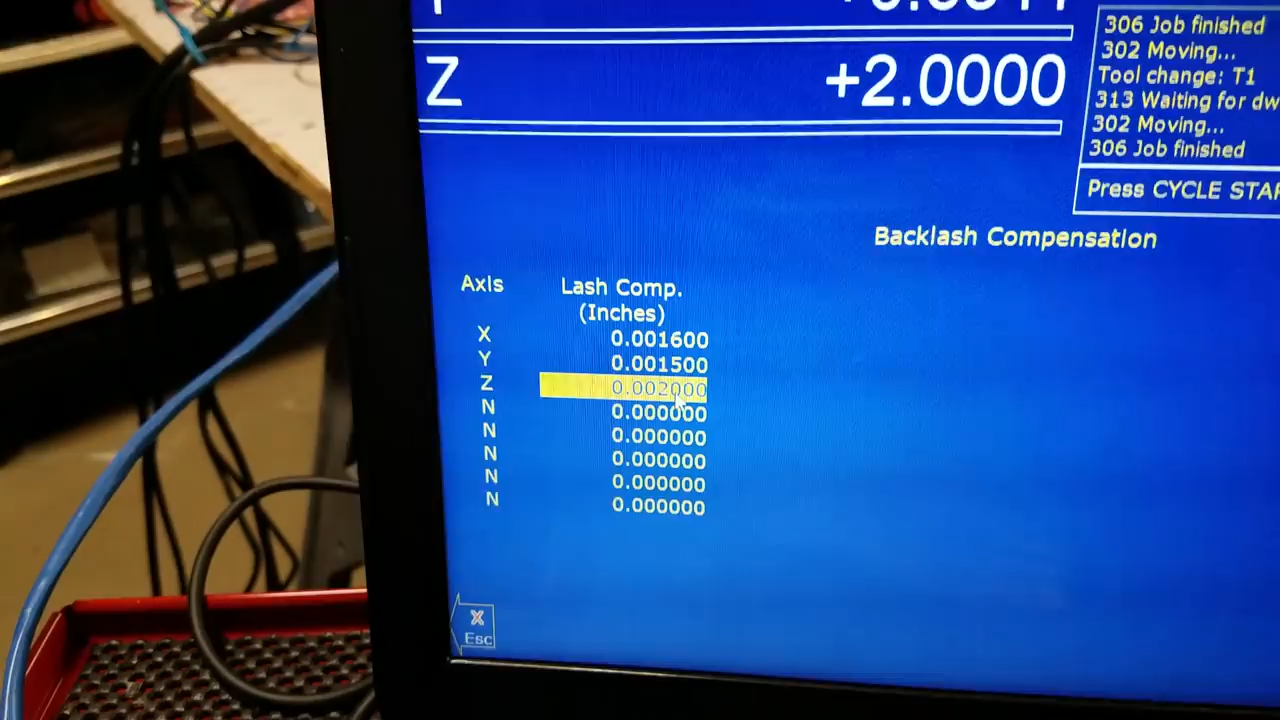 306 Job finished
302 Moving...
Tool change: T1
313 Waiting for
302 Moving...
306 Job finished
Press CYCLE
Z +2.0000
Backlash Compensation
Axis Lash Comp.
(Inches)
X 0.001600
Y 0.001500
Z 0.002000
N 0.000000
N 0.000000
N 0.000000
N 0.000000
N 0.000000
X
Esc